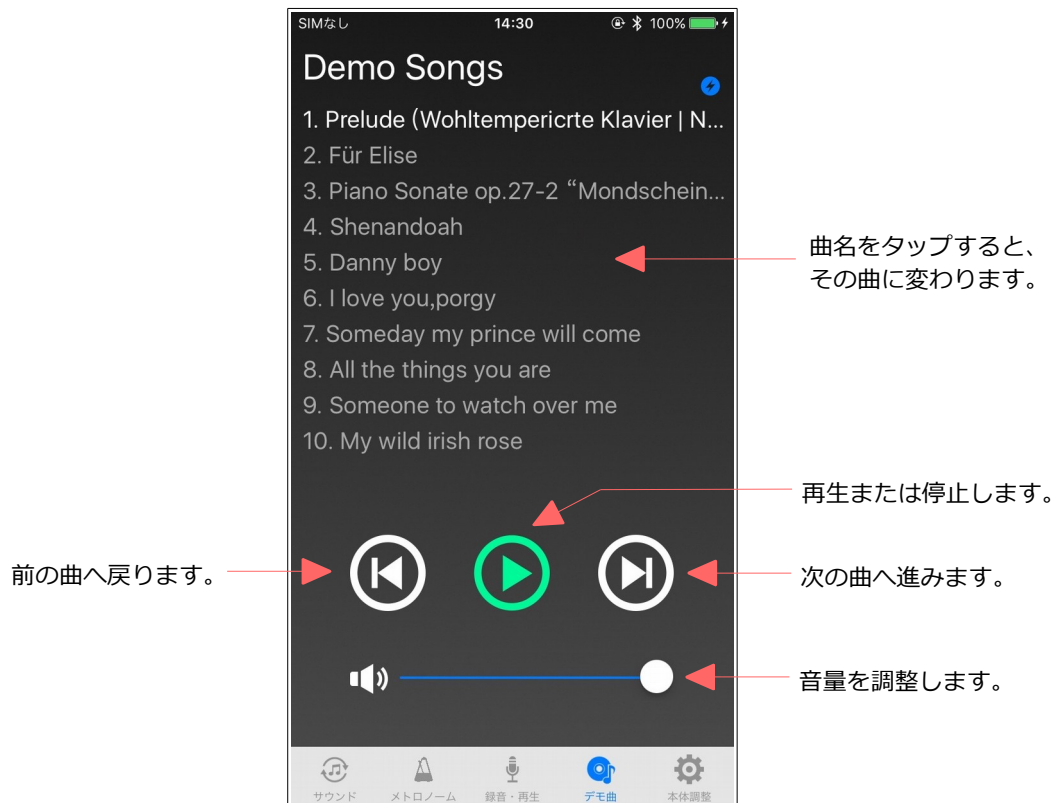 SIMなし 14:30 100%
Demo Songs
1. Prelude (Wohltempericrte Klavier | N...
2. Für Elise
3. Piano Sonate op.27-2 “Mondschein...
4. Shenandoah
5. Danny boy
6. I love you,porgy
7. Someday my prince will come
8. All the things you are
9. Someone to watch over me
10. My wild irish rose
曲名をタップすると、
その曲に変わります。
再生または停止します。
前の曲へ戻ります。
次の曲へ進みます。
音量を調整します。
サウンド メトロノーム 録音・再生 デモ曲 本体調整